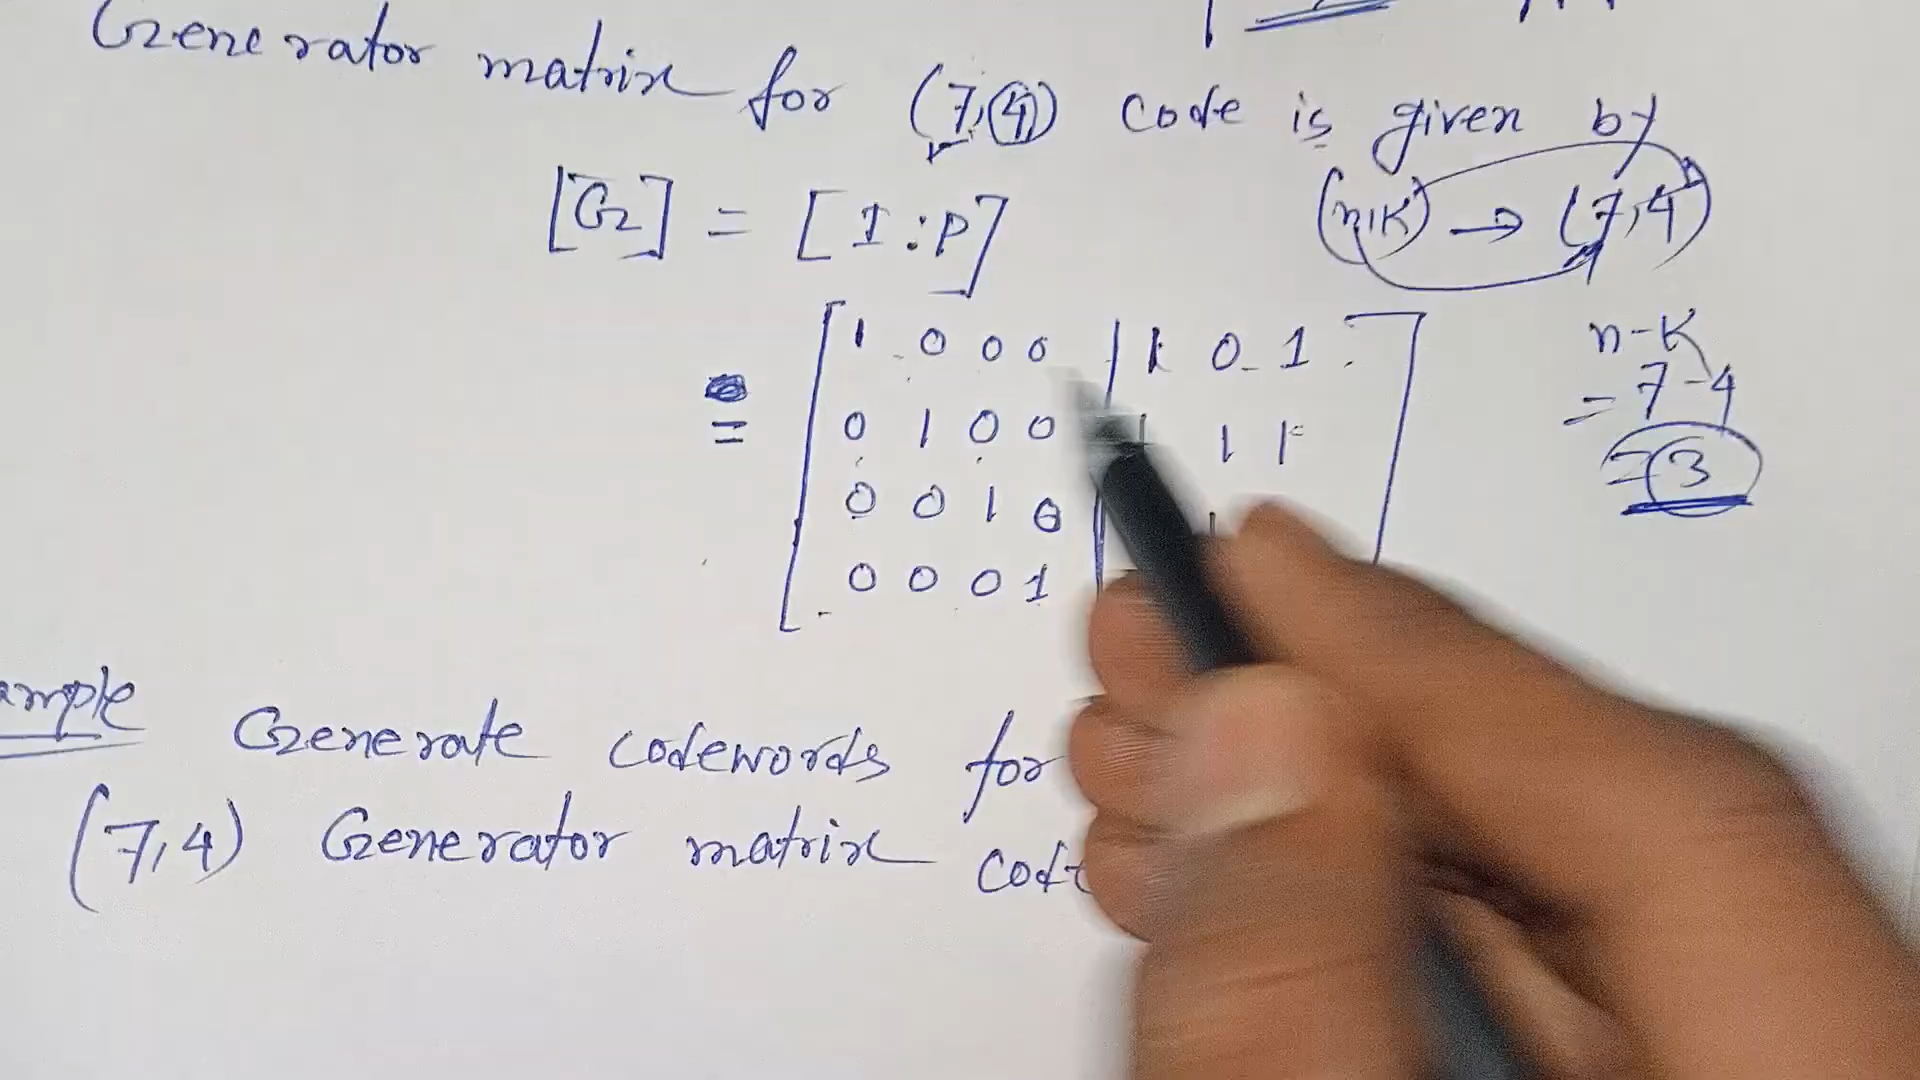 Generator matrix for (7,4) code is given by
[G] = [I:P]
(n,K) → (7,4)
n-K
= 7-4
= 3
1 0 0 0 | 1 0 1
= 0 1 0 0 1 1 1
0 0 1 0
0 0 0 1
Generate codewords for
(7,4) Generator matrix